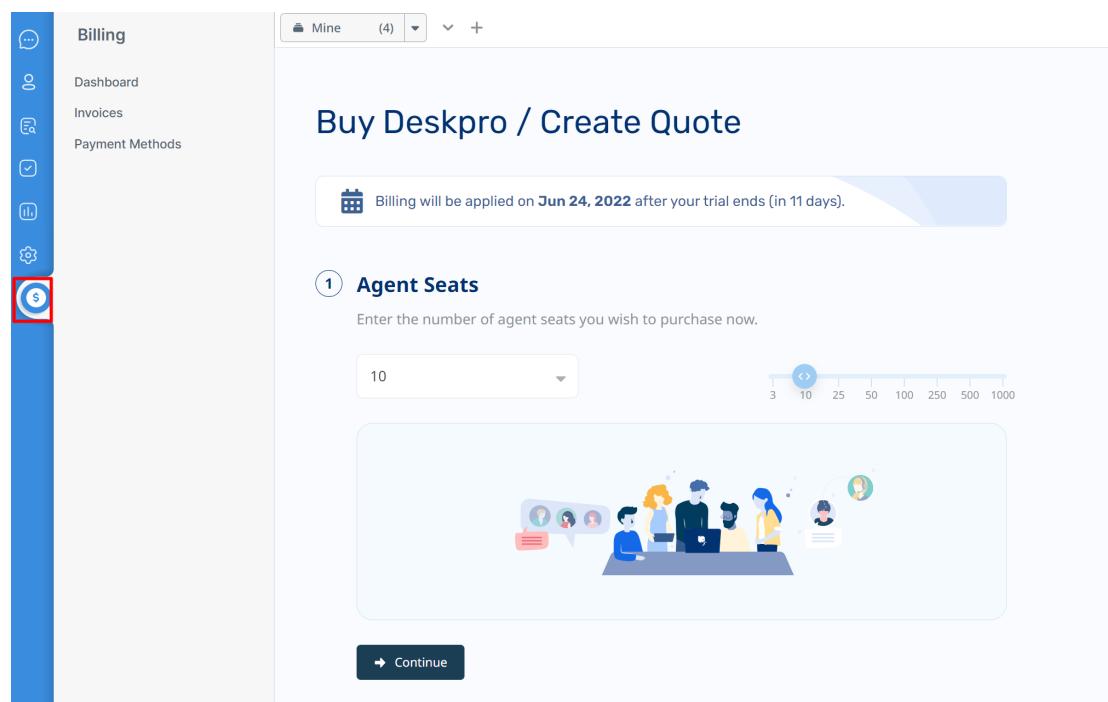 Billing
Dashboard
Invoices
Payment Methods
Mine (4)
Buy Deskpro / Create Quote
Billing will be applied on Jun 24, 2022 after your trial ends (in 11 days).
1 Agent Seats
Enter the number of agent seats you wish to purchase now.
10
3 10 25 50 100 250 500 1000
Continue